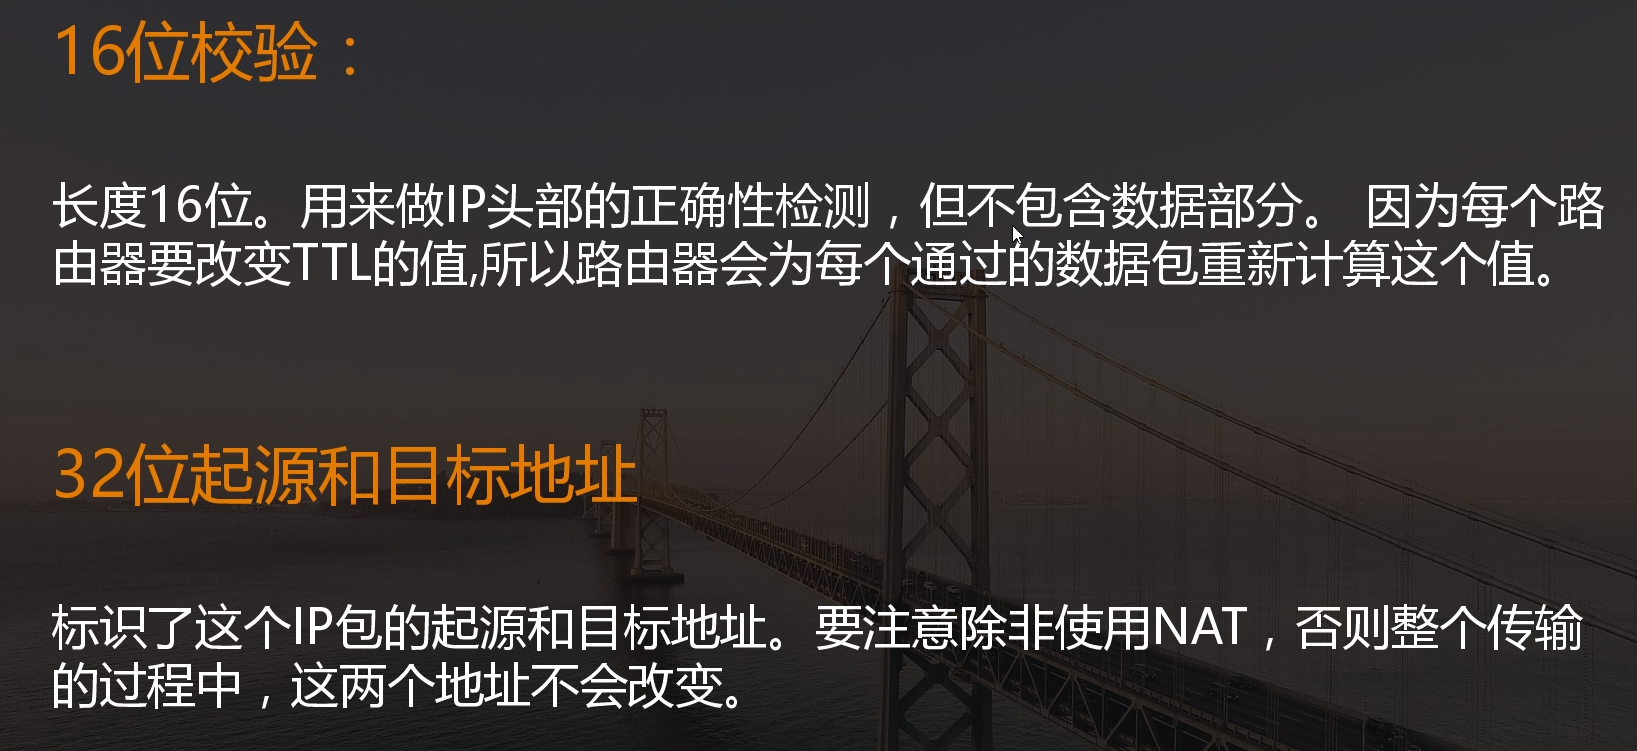 16位校验：
长度16位。用来做IP头部的正确性检测，但不包含数据部分。 因为每个路
由器要改变TTL的值,所以路由器会为每个通过的数据包重新计算这个值。
32位起源和目标地址
标识了这个IP包的起源和目标地址。要注意除非使用NAT，否则整个传输
的过程中，这两个地址不会改变。